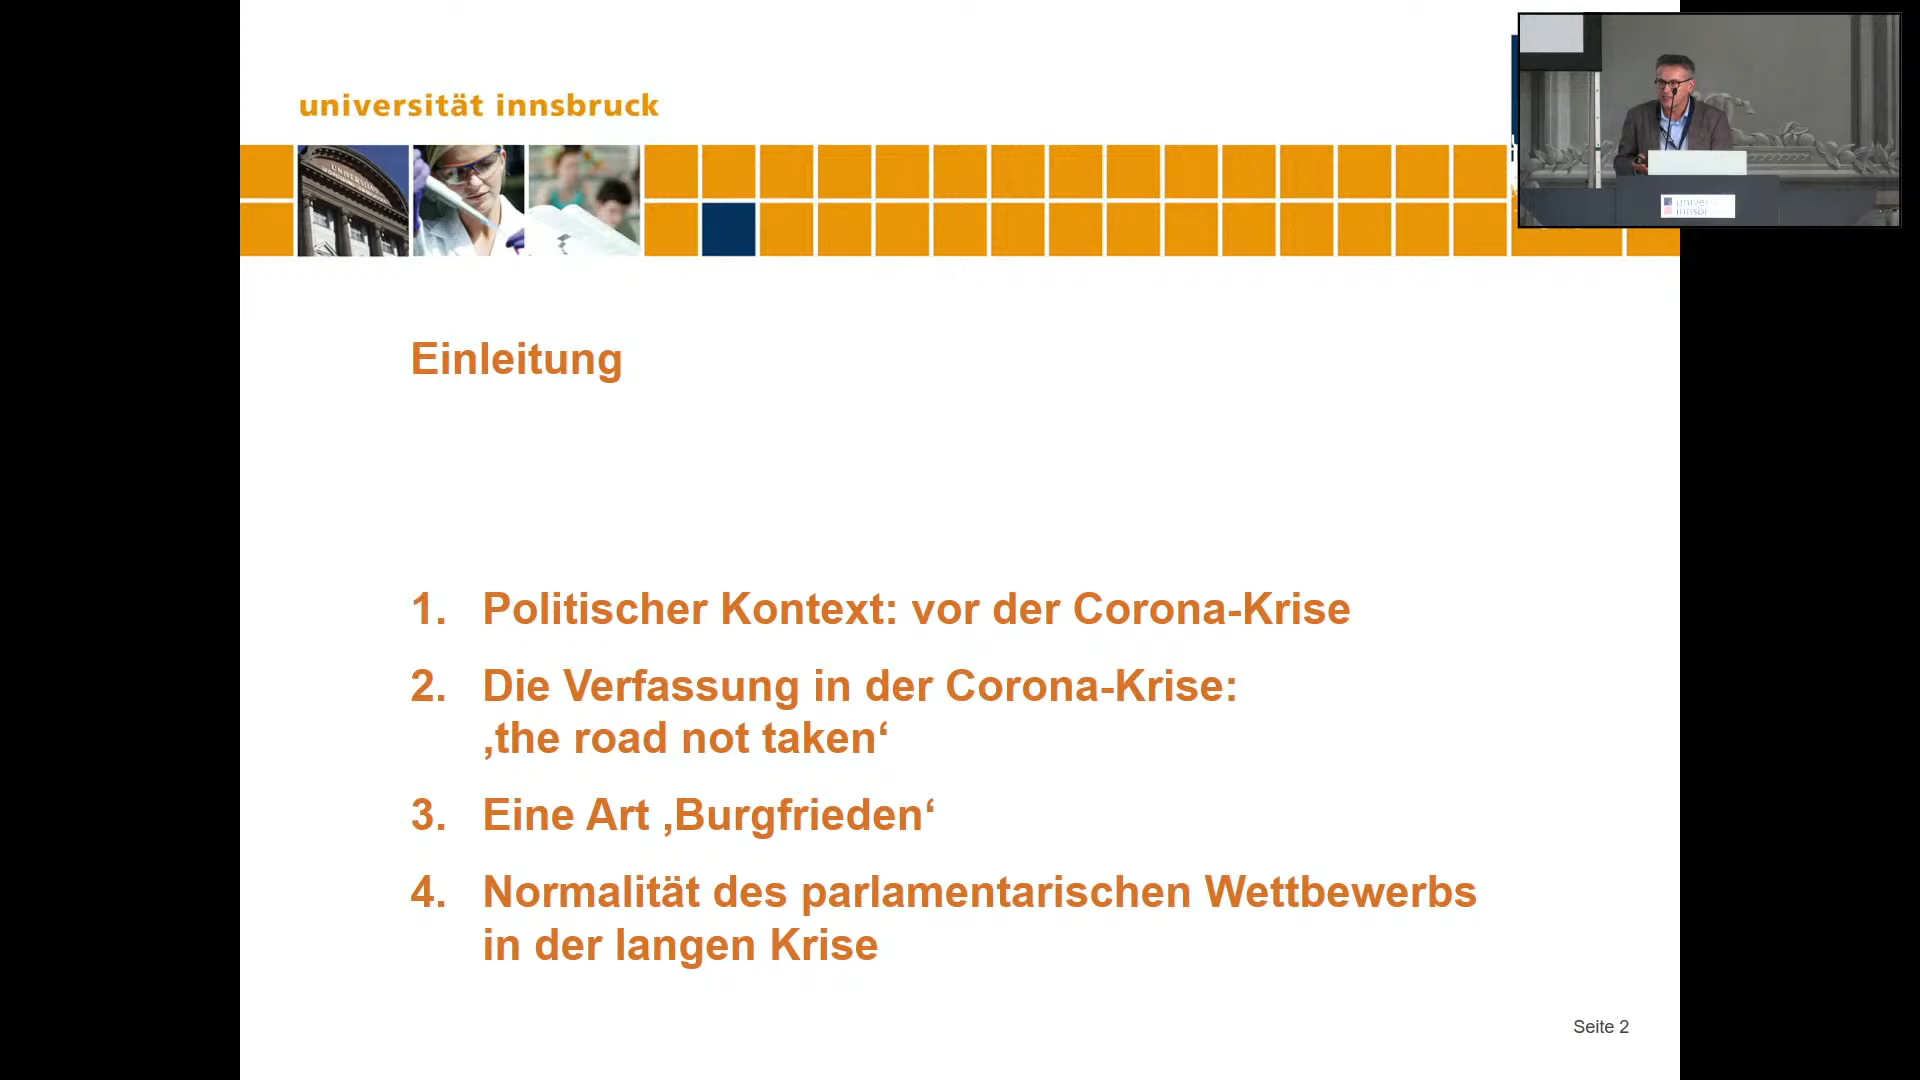 universität innsbruck
Einleitung
1. Politischer Kontext: vor der Corona-Krise
2. Die Verfassung in der Corona-Krise:
‚the road not taken‘
3. Eine Art ‚Burgfrieden‘
4. Normalität des parlamentarischen Wettbewerbs
in der langen Krise
Seite 2